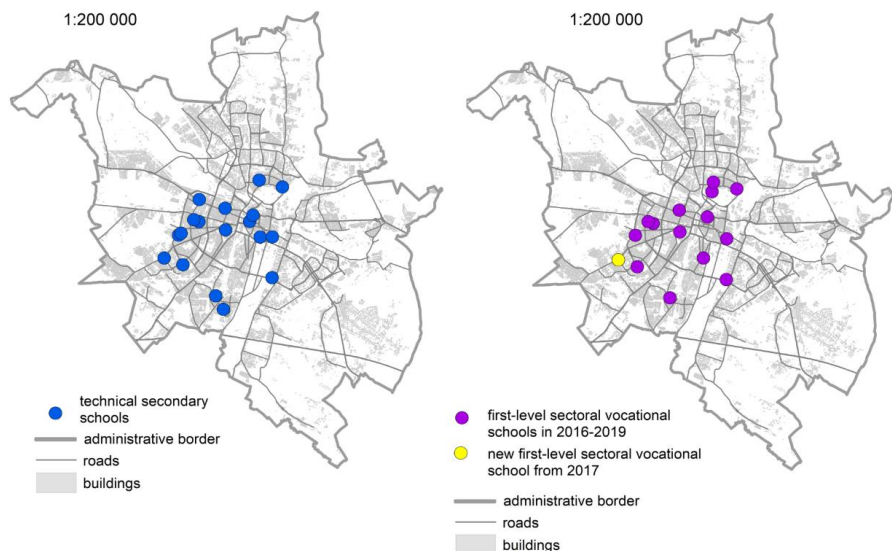 1:200 000
technical secondary
schools
administrative border
roads
buildings
1:200 000
first-level sectoral vocational
schools in 2016-2019
new first-level sectoral vocational
school from 2017
administrative border
roads
buildings